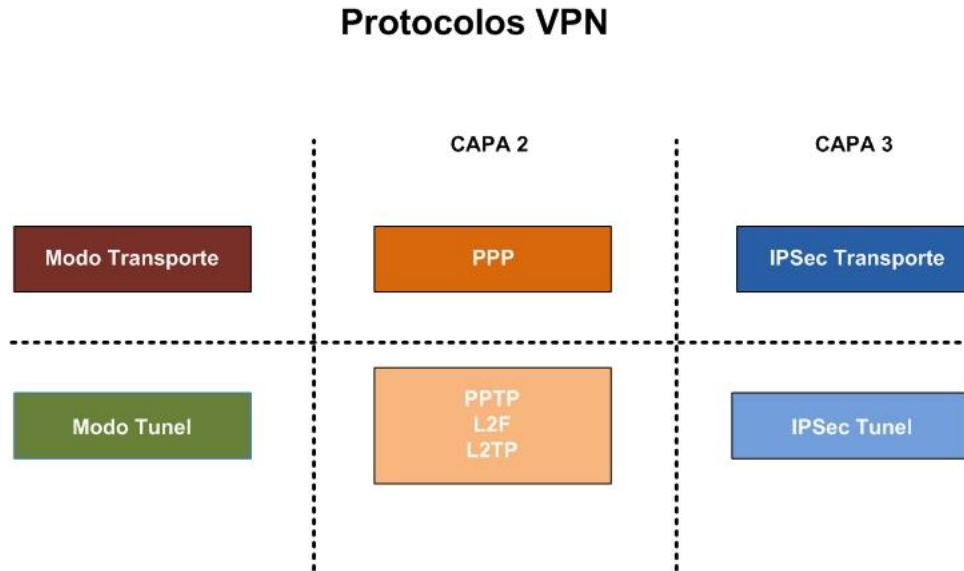 Protocolos VPN
CAPA 2
CAPA 3
Modo Transporte
PPP
IPSec Transporte
Modo Tunel
PPTP
L2F
L2TP
IPSec Tunel